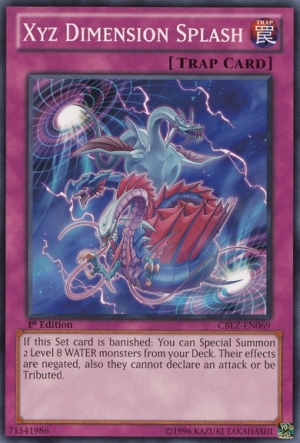 Xyz Dimension Splash
TRAP
罠
[TRAP CARD]
1st Edition
CBLZ-EN069
If this Set card is banished: You can Special Summon
2 Level 8 WATER monsters from your Deck. Their effects
are negated, also they cannot declare an attack or be
Tributed.
71541986
©1996 KAZUKI TAKAHASHI